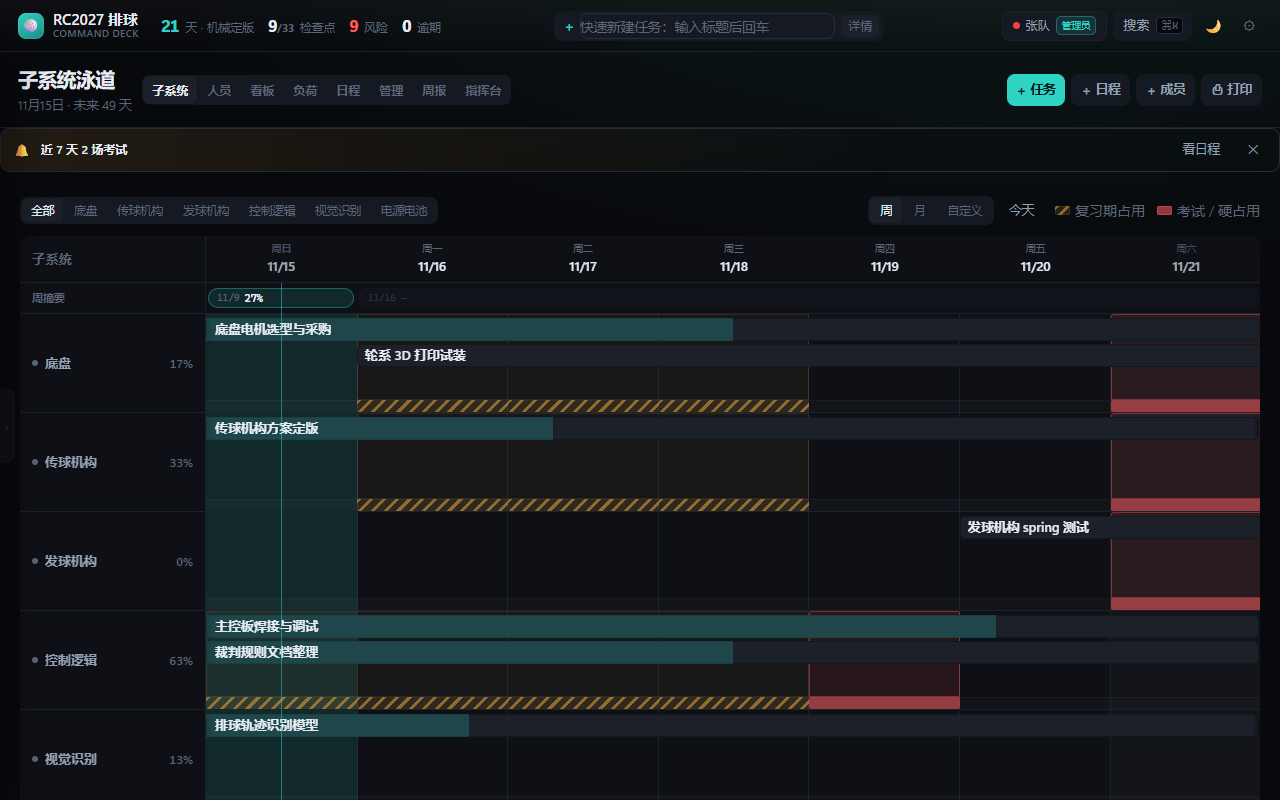 RC2027 排球
COMMAND DECK
21 天 · 机械定版 9/33 检查点 9 风险 0 逾期
+ 快速新建任务：输入标题后回车 详情
张队 管理员 搜索 ⌘K
子系统泳道
11月15日 · 未来 49 天
子系统 人员 看板 负荷 日程 管理 周报 指挥台
+ 任务 + 日程 + 成员 打印
近 7 天 2 场考试 看日程
全部 底盘 传球机构 发球机构 控制逻辑 视觉识别 电源电池
周 月 自定义 今天 复习期占用 考试 / 硬占用
子系统
周日 周一 周二 周三 周四 周五 周六
11/15 11/16 11/17 11/18 11/19 11/20 11/21
周摘要 11/9 27% 11/16 –
底盘电机选型与采购
轮系 3D 打印试装
底盘 17%
传球机构方案定版
传球机构 33%
发球机构 spring 测试
发球机构 0%
主控板焊接与调试
裁判规则文档整理
控制逻辑 63%
排球轨迹识别模型
视觉识别 13%